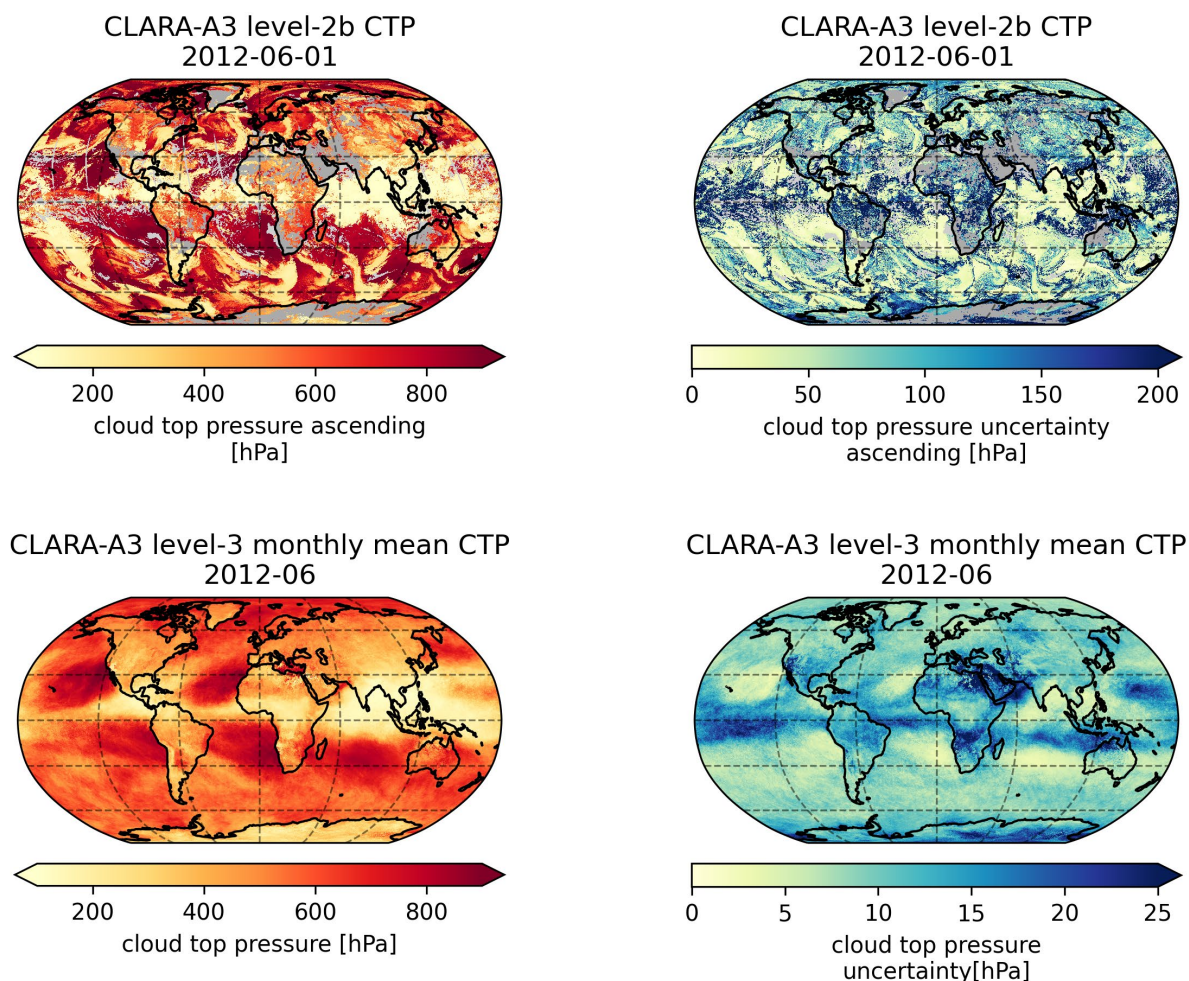 CLARA-A3 level-2b CTP
2012-06-01
200 400 600 800
cloud top pressure ascending
[hPa]
CLARA-A3 level-2b CTP
2012-06-01
0 50 100 150 200
cloud top pressure uncertainty
ascending [hPa]
CLARA-A3 level-3 monthly mean CTP
2012-06
200 400 600 800
cloud top pressure [hPa]
CLARA-A3 level-3 monthly mean CTP
2012-06
0 5 10 15 20 25
cloud top pressure
uncertainty[hPa]